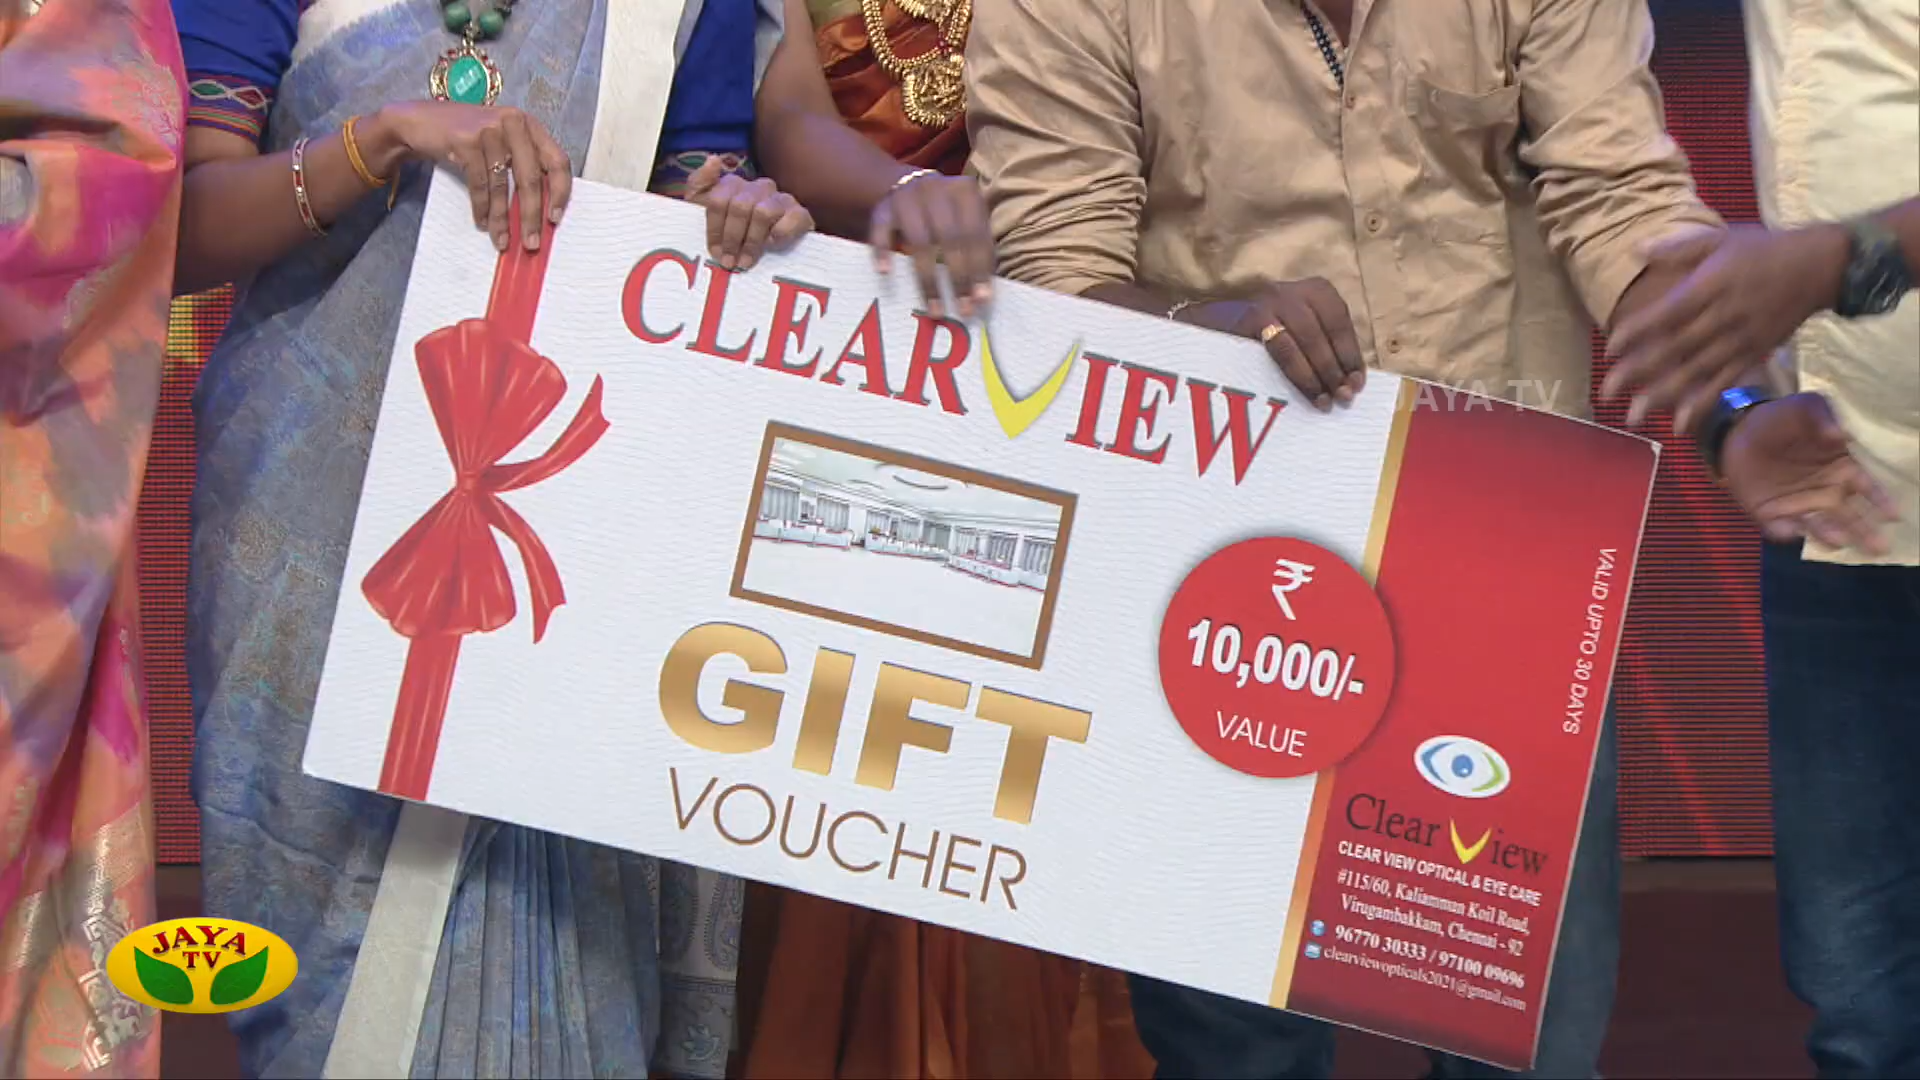 CLEARVIEW
GIFT
VOUCHER
₹
10,000/-
VALUE
VALID UPTO 30 DAYS
Clear View
CLEAR VIEW OPTICAL & EYE CARE
#115/60, Kaliamman Koil Road,
Virugambakkam, Chennai - 92
96770 30333 / 97100 09696
clearviewopticals2021@gmail.com
JAYA TV
JAYA
TV